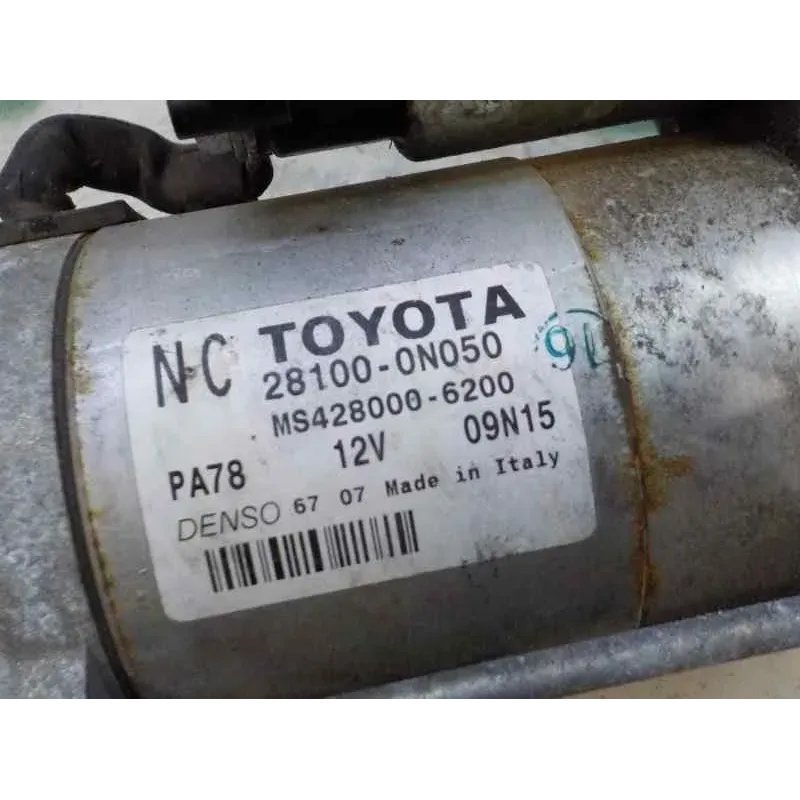 NC TOYOTA
28100-0N050
MS428000-6200
PA78 12V 09N15
DENSO 67 07 Made in Italy